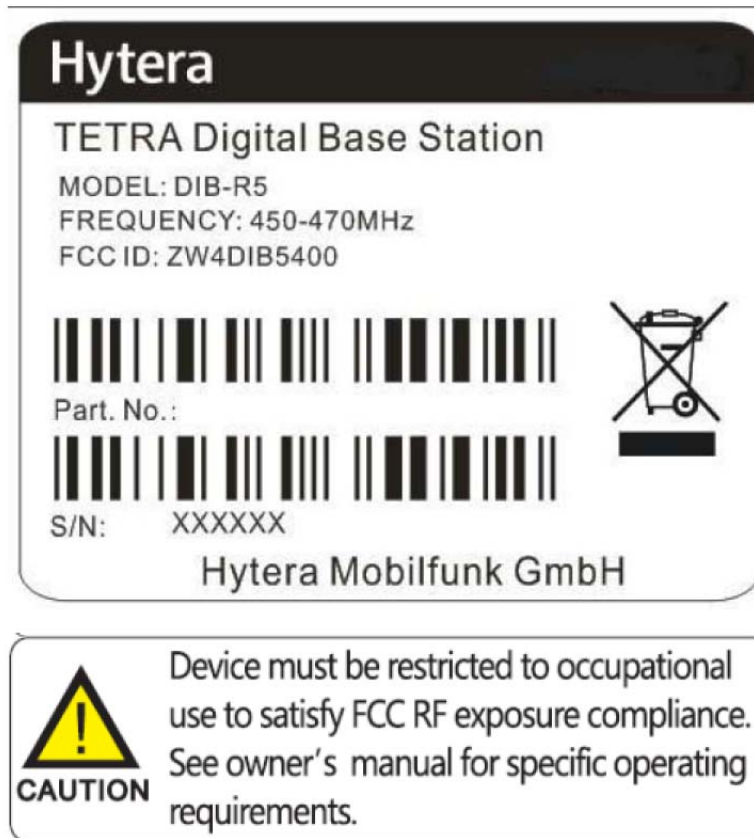 Hytera
TETRA Digital Base Station
MODEL: DIB-R5
FREQUENCY: 450-470MHz
FCC ID: ZW4DIB5400
Part. No.:
S/N: XXXXXX
Hytera Mobilfunk GmbH
Device must be restricted to occupational
use to satisfy FCC RF exposure compliance.
See owner's manual for specific operating
requirements.
CAUTION